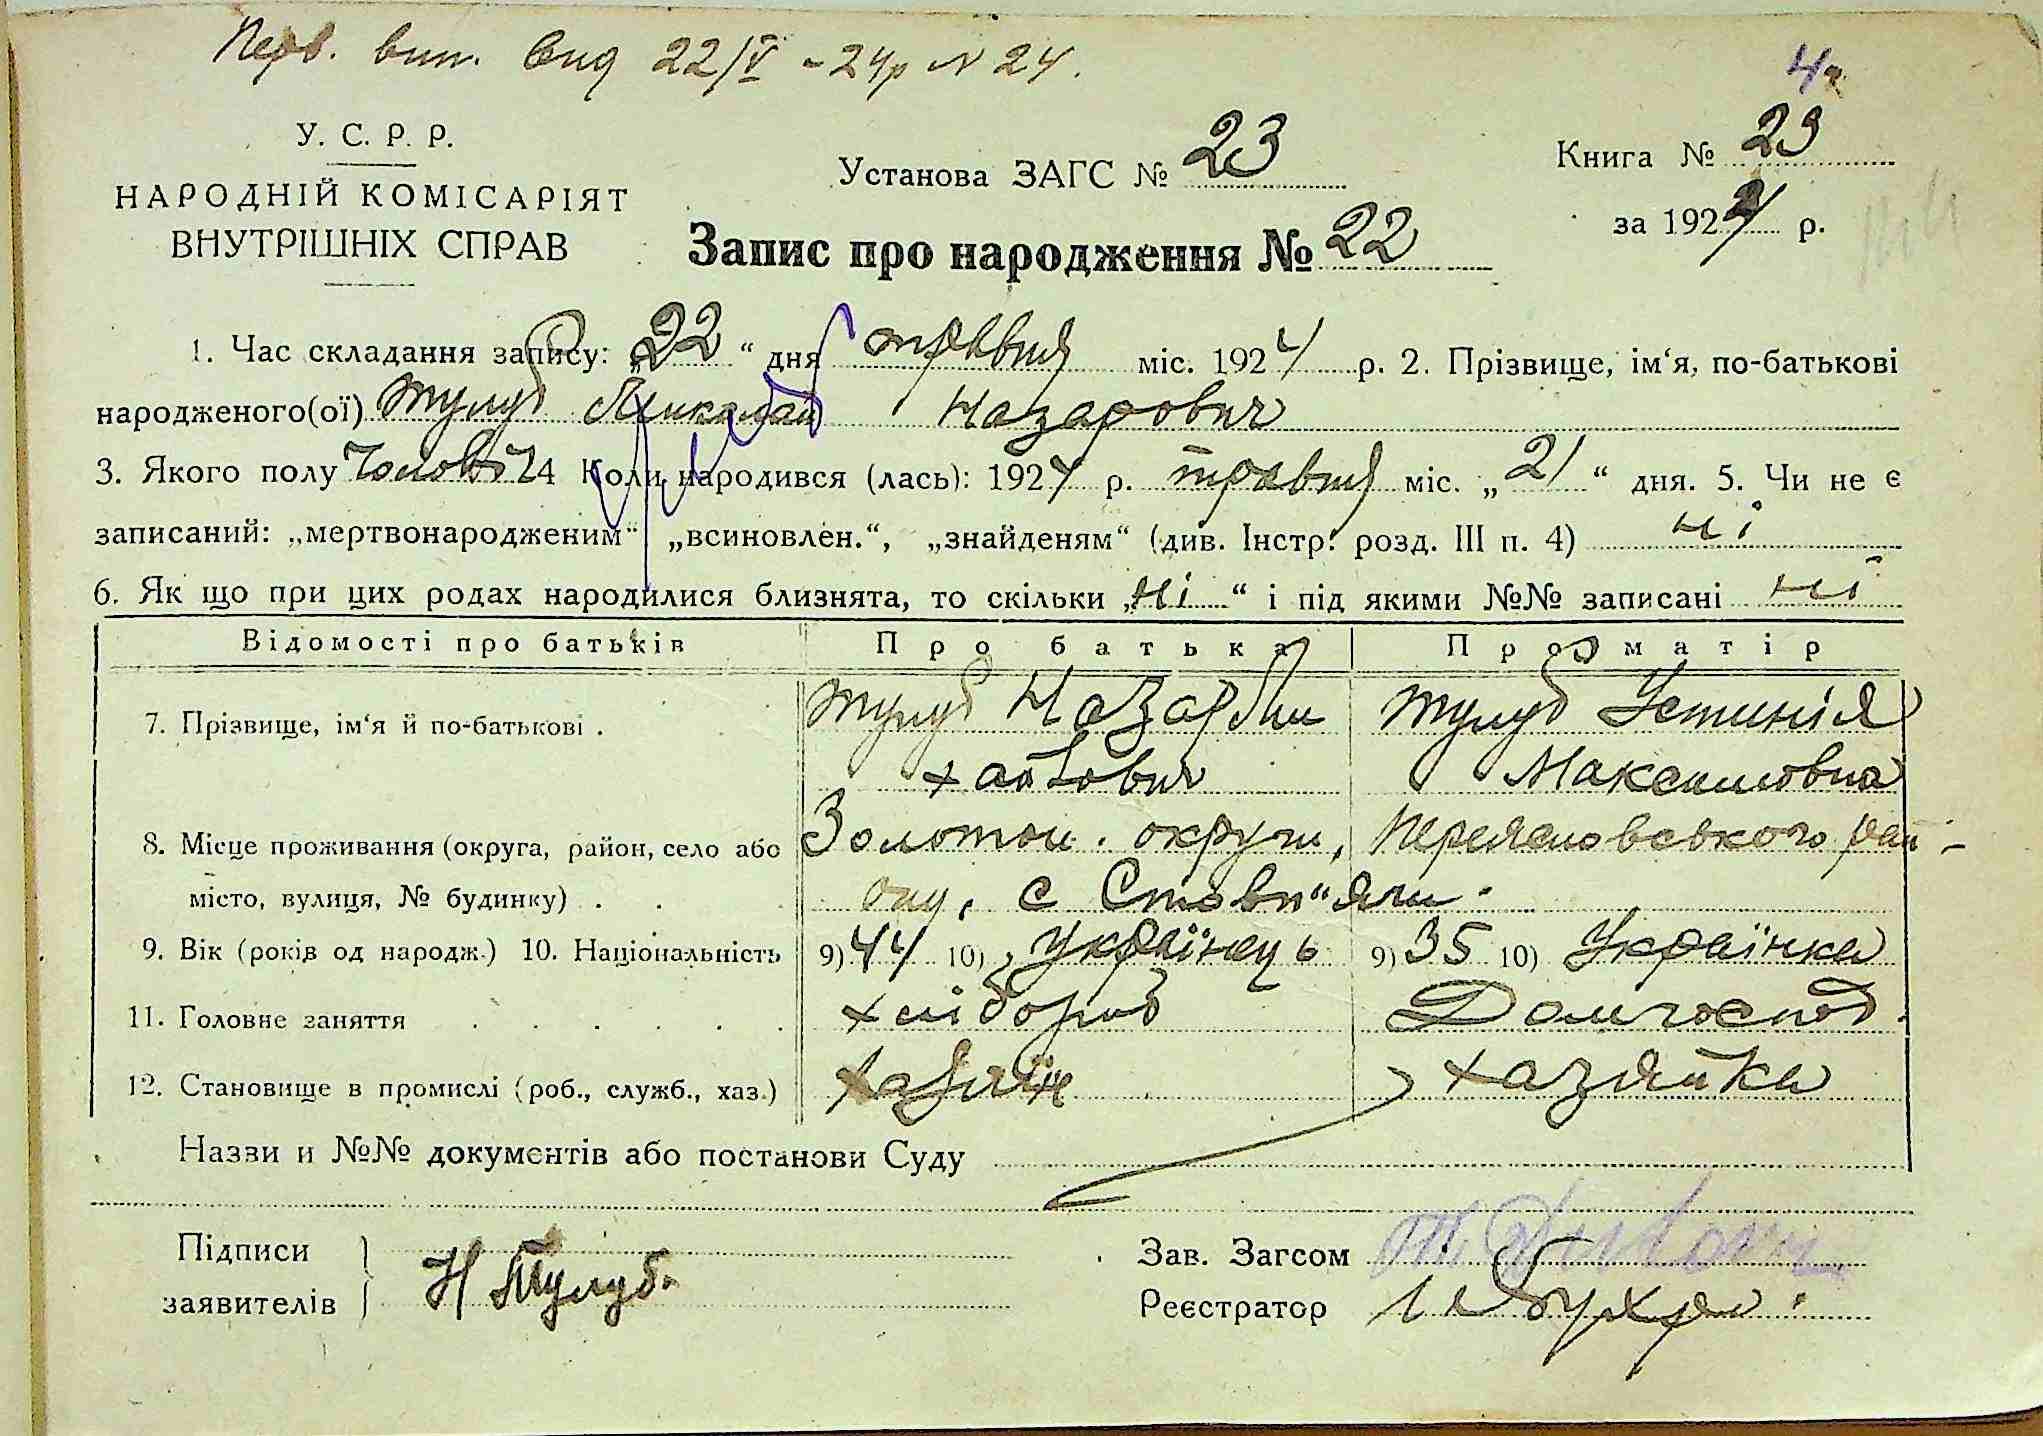 Перв. вип. Вид 22/V - 24р N 24.
У. С. Р. Р.
НАРОДНІЙ КОМІСАРІЯТ
ВНУТРІШНІХ СПРАВ
Установа ЗАГС № 23
Книга № 23
за 1924 р.
Запис про народження № 22
1. Час складання запису: „22“ дня травня міс. 1924 р. 2. Прізвище, ім‘я, по-батькові
народженого(ої) Тулуб Миколай Назарович
3. Якого полу Чоловіч 4 Коли народився (лась): 1924 р. травня міс. „21“ дня. 5. Чи не є
записаний: „мертвонародженим“ „всиновлен.“, „знайденям“ (див. Інстр. розд. III п. 4) ні
6. Як що при цих родах народилися близнята, то скільки „ні“ і під якими №№ записані ні
Відомості про батьків Про батька Про матір
7. Прізвище, ім‘я й по-батькові . Тулуб Назар Ми Тулуб Устинія
хайлович Максимовна
8. Місце проживання (округа, район, село або Золотон. округи, Переяславського рай-
місто, вулиця, № будинку) . . . ону, с Стовп"яги.
9. Вік (років од народж.) 10. Національність 9) 44 10) Українець 9) 35 10) Українка
11. Головне заняття . . . . . . хлібороб Домгоспод.
12. Становище в промислі (роб., служб., хаз.) хазяїн хазяйка
Назви и №№ документів або постанови Суду
Підписи
заявителів
Н Тулуб.
Зав. Загсом
Реєстратор